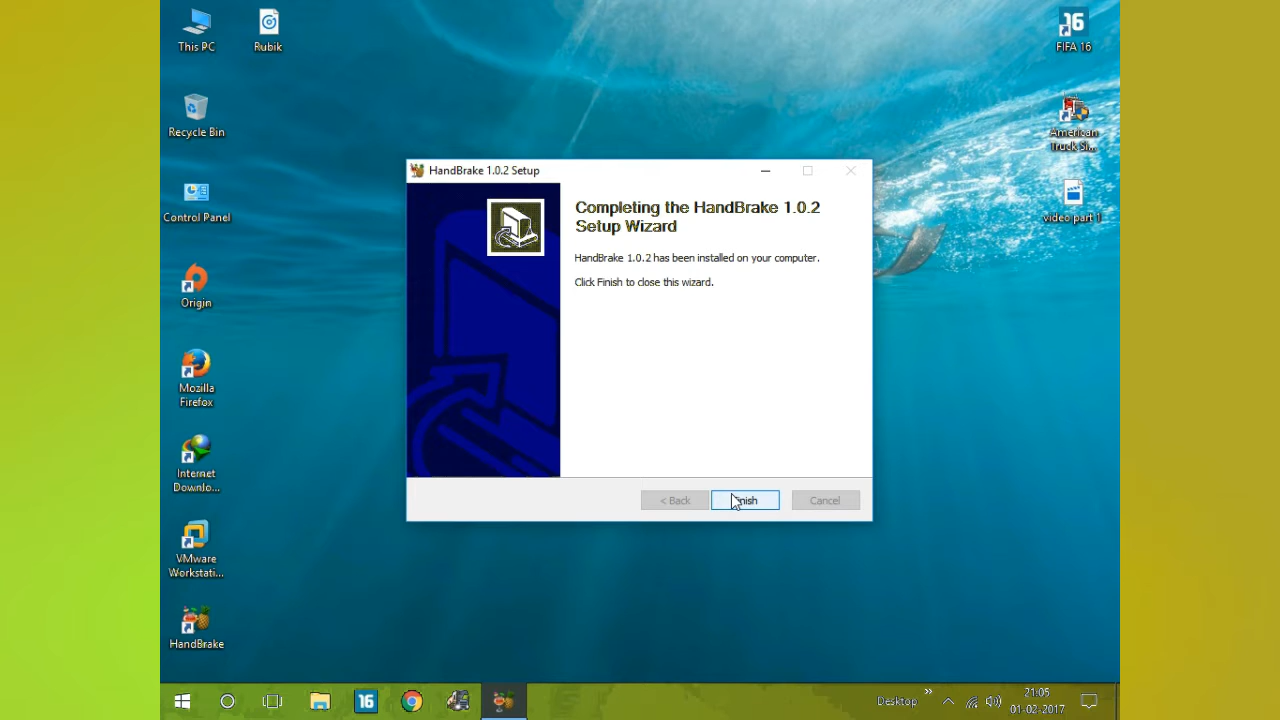 This PC
Rubik
16
FIFA 16
Recycle Bin
American
Truck Si...
Control Panel
video part 1
HandBrake 1.0.2 Setup
Completing the HandBrake 1.0.2
Setup Wizard
HandBrake 1.0.2 has been installed on your computer.
Click Finish to close this wizard.
Origin
Mozilla
Firefox
Internet
Downlo...
VMware
Workstati...
HandBrake
< Back
Cancel
16
Desktop
21:05
01-02-2017